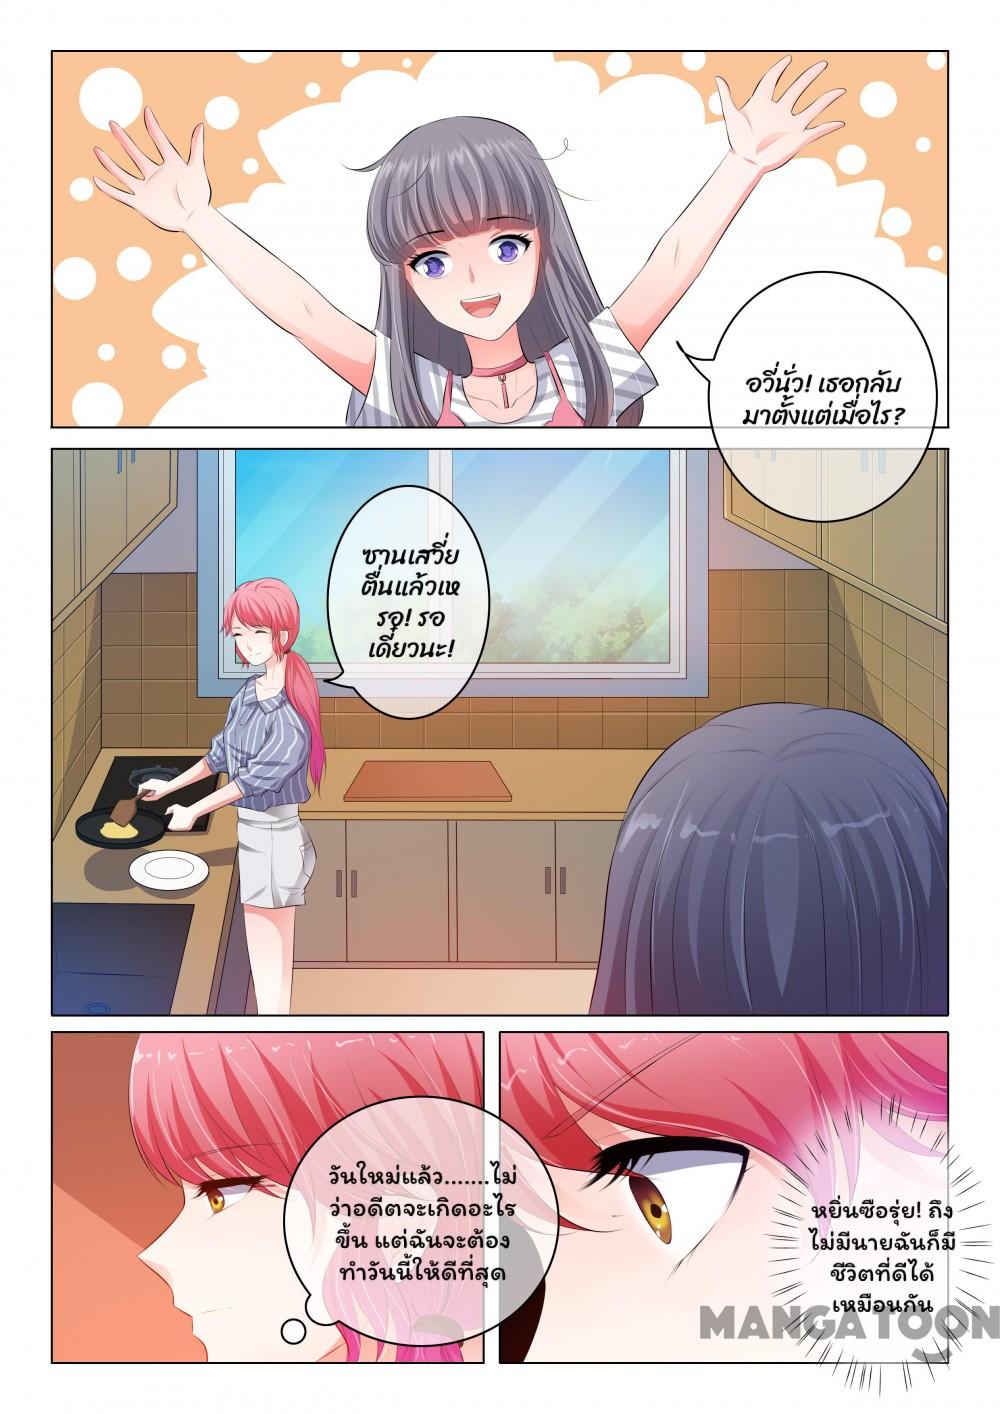 อวี่นั่ว! เธอกลับ
มาตั้งแต่เมื่อไร?
ซานเสวี่ย
ตื่นแล้วเห
รอ! รอ
เดี๋ยวนะ!
วันใหม่แล้ว.......ไม่
ว่าอดีตจะเกิดอะไร
ขึ้น แต่ฉันจะต้อง
ทำวันนี้ให้ดีที่สุด
หยิ่นซือรุ่ย! ถึง
ไม่มีนายฉันก็มี
ชีวิตที่ดีได้
เหมือนกัน
MANGATOON